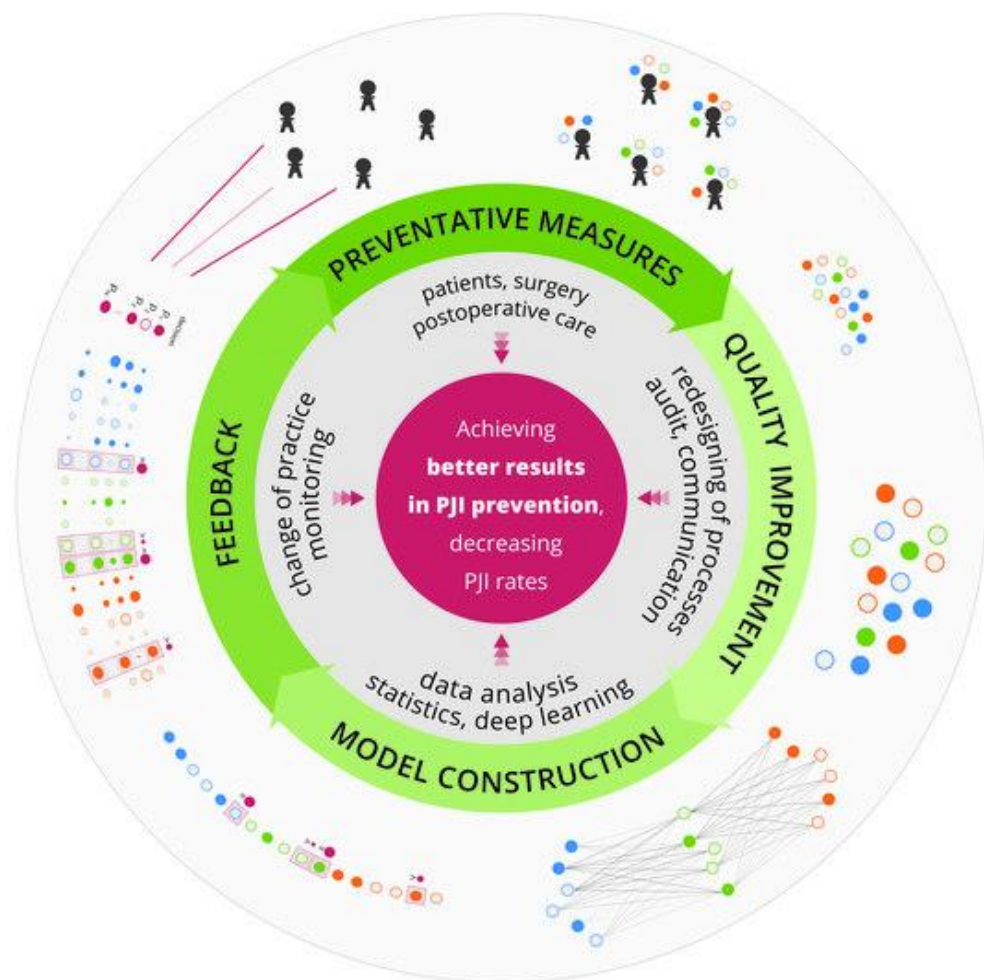 PREVENTATIVE MEASURES
patients, surgery
postoperative care
QUALITY IMPROVEMENT
redesigning of processes
audit, communication
MODEL CONSTRUCTION
data analysis
statistics, deep learning
FEEDBACK
change of practice
monitoring
Achieving
better results
in PJI prevention,
decreasing
PJI rates
decision